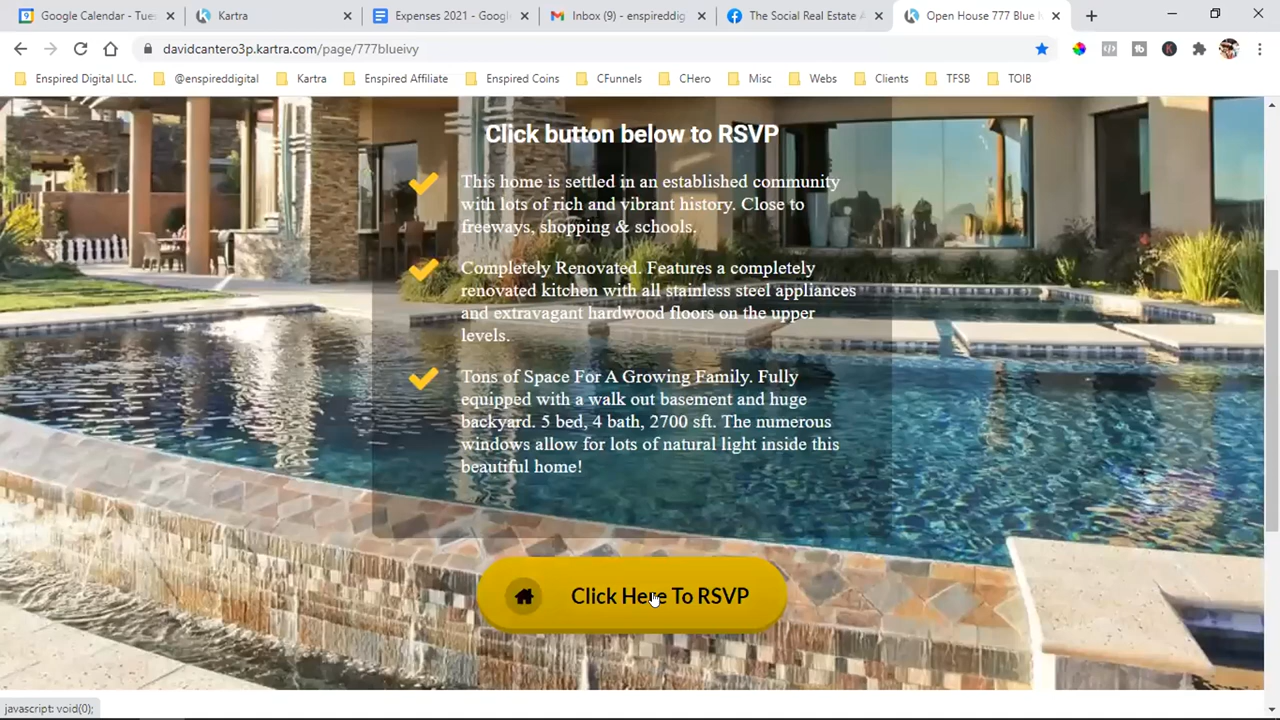 Google Calendar - Tues
Kartra
Expenses 2021 - Googl
Inbox (9) - enspireddig
The Social Real Estate A
Open House 777 Blue
davidcantero3p.kartra.com/page/777blueivy
Enspired Digital LLC.
@enspireddigital
Kartra
Enspired Affiliate
Enspired Coins
CFunnels
CHero
Misc
Webs
Clients
TFSB
TOIB
Click button below to RSVP
This home is settled in an established community
with lots of rich and vibrant history. Close to
freeways, shopping & schools.
Completely Renovated. Features a completely
renovated kitchen with all stainless steel appliances
and extravagant hardwood floors on the upper
levels.
Tons of Space For A Growing Family. Fully
equipped with a walk out basement and huge
backyard. 5 bed, 4 bath, 2700 sft. The numerous
windows allow for lots of natural light inside this
beautiful home!
Click Here To RSVP
javascript: void(0);